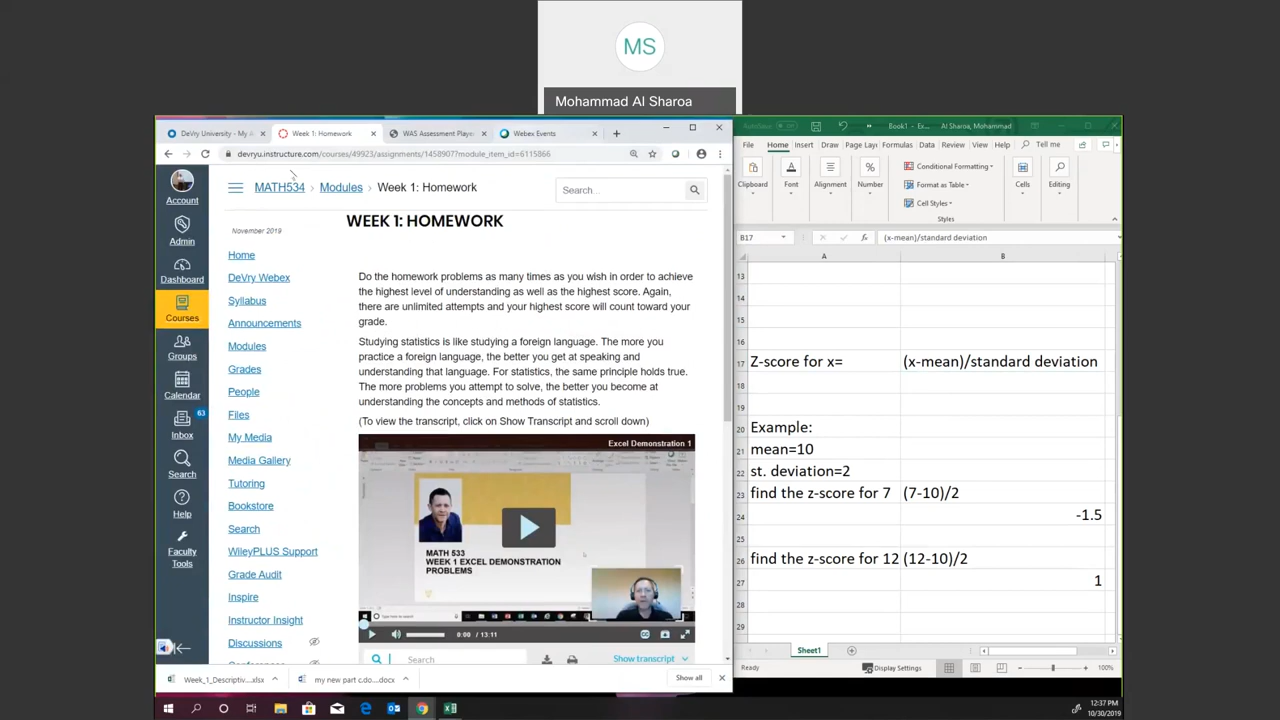 MS
Mohammad Al Sharoa
DeVry University - My A
Week 1: Homework
WAS Assessment Playe
Webex Events
devryu.instructure.com/courses/49923/assignments/1458907?module_item_id=6115866
MATH534 > Modules > Week 1: Homework
Search...
Account
Admin
Dashboard
Courses
Groups
Calendar
63
Inbox
Search
Help
Faculty
Tools
November 2019
Home
DeVry Webex
Syllabus
Announcements
Modules
Grades
People
Files
My Media
Media Gallery
Tutoring
Bookstore
Search
WileyPLUS Support
Grade Audit
Inspire
Instructor Insight
Discussions
WEEK 1: HOMEWORK
Do the homework problems as many times as you wish in order to achieve
the highest level of understanding as well as the highest score. Again,
there are unlimited attempts and your highest score will count toward your
grade.
Studying statistics is like studying a foreign language. The more you
practice a foreign language, the better you get at speaking and
understanding that language. For statistics, the same principle holds true.
The more problems you attempt to solve, the better you become at
understanding the concepts and methods of statistics.
(To view the transcript, click on Show Transcript and scroll down)
Excel Demonstration 1
MATH 533
WEEK 1 EXCEL DEMONSTRATION
PROBLEMS
0:00 / 13:11
Search
Show transcript
Week_1_Descriptiv....xlsx
my new part c.do....docx
Show all
AutoSave
Book1 - Ex...
Al Sharoa, Mohammad
File Home Insert Draw Page Layo Formulas Data Review View Help Tell me
Clipboard
Font
Alignment
Number
Conditional Formatting
Format as Table
Cell Styles
Styles
Cells
Editing
B17
fx
(x-mean)/standard deviation
A B
13
14
15
16
17 Z-score for x= (x-mean)/standard deviation
18
19
20 Example:
21 mean=10
22 st. deviation=2
23 find the z-score for 7 (7-10)/2
24 -1.5
25
26 find the z-score for 12 (12-10)/2
27 1
28
29
Sheet1
Ready
Display Settings
100%
12:37 PM
10/30/2019